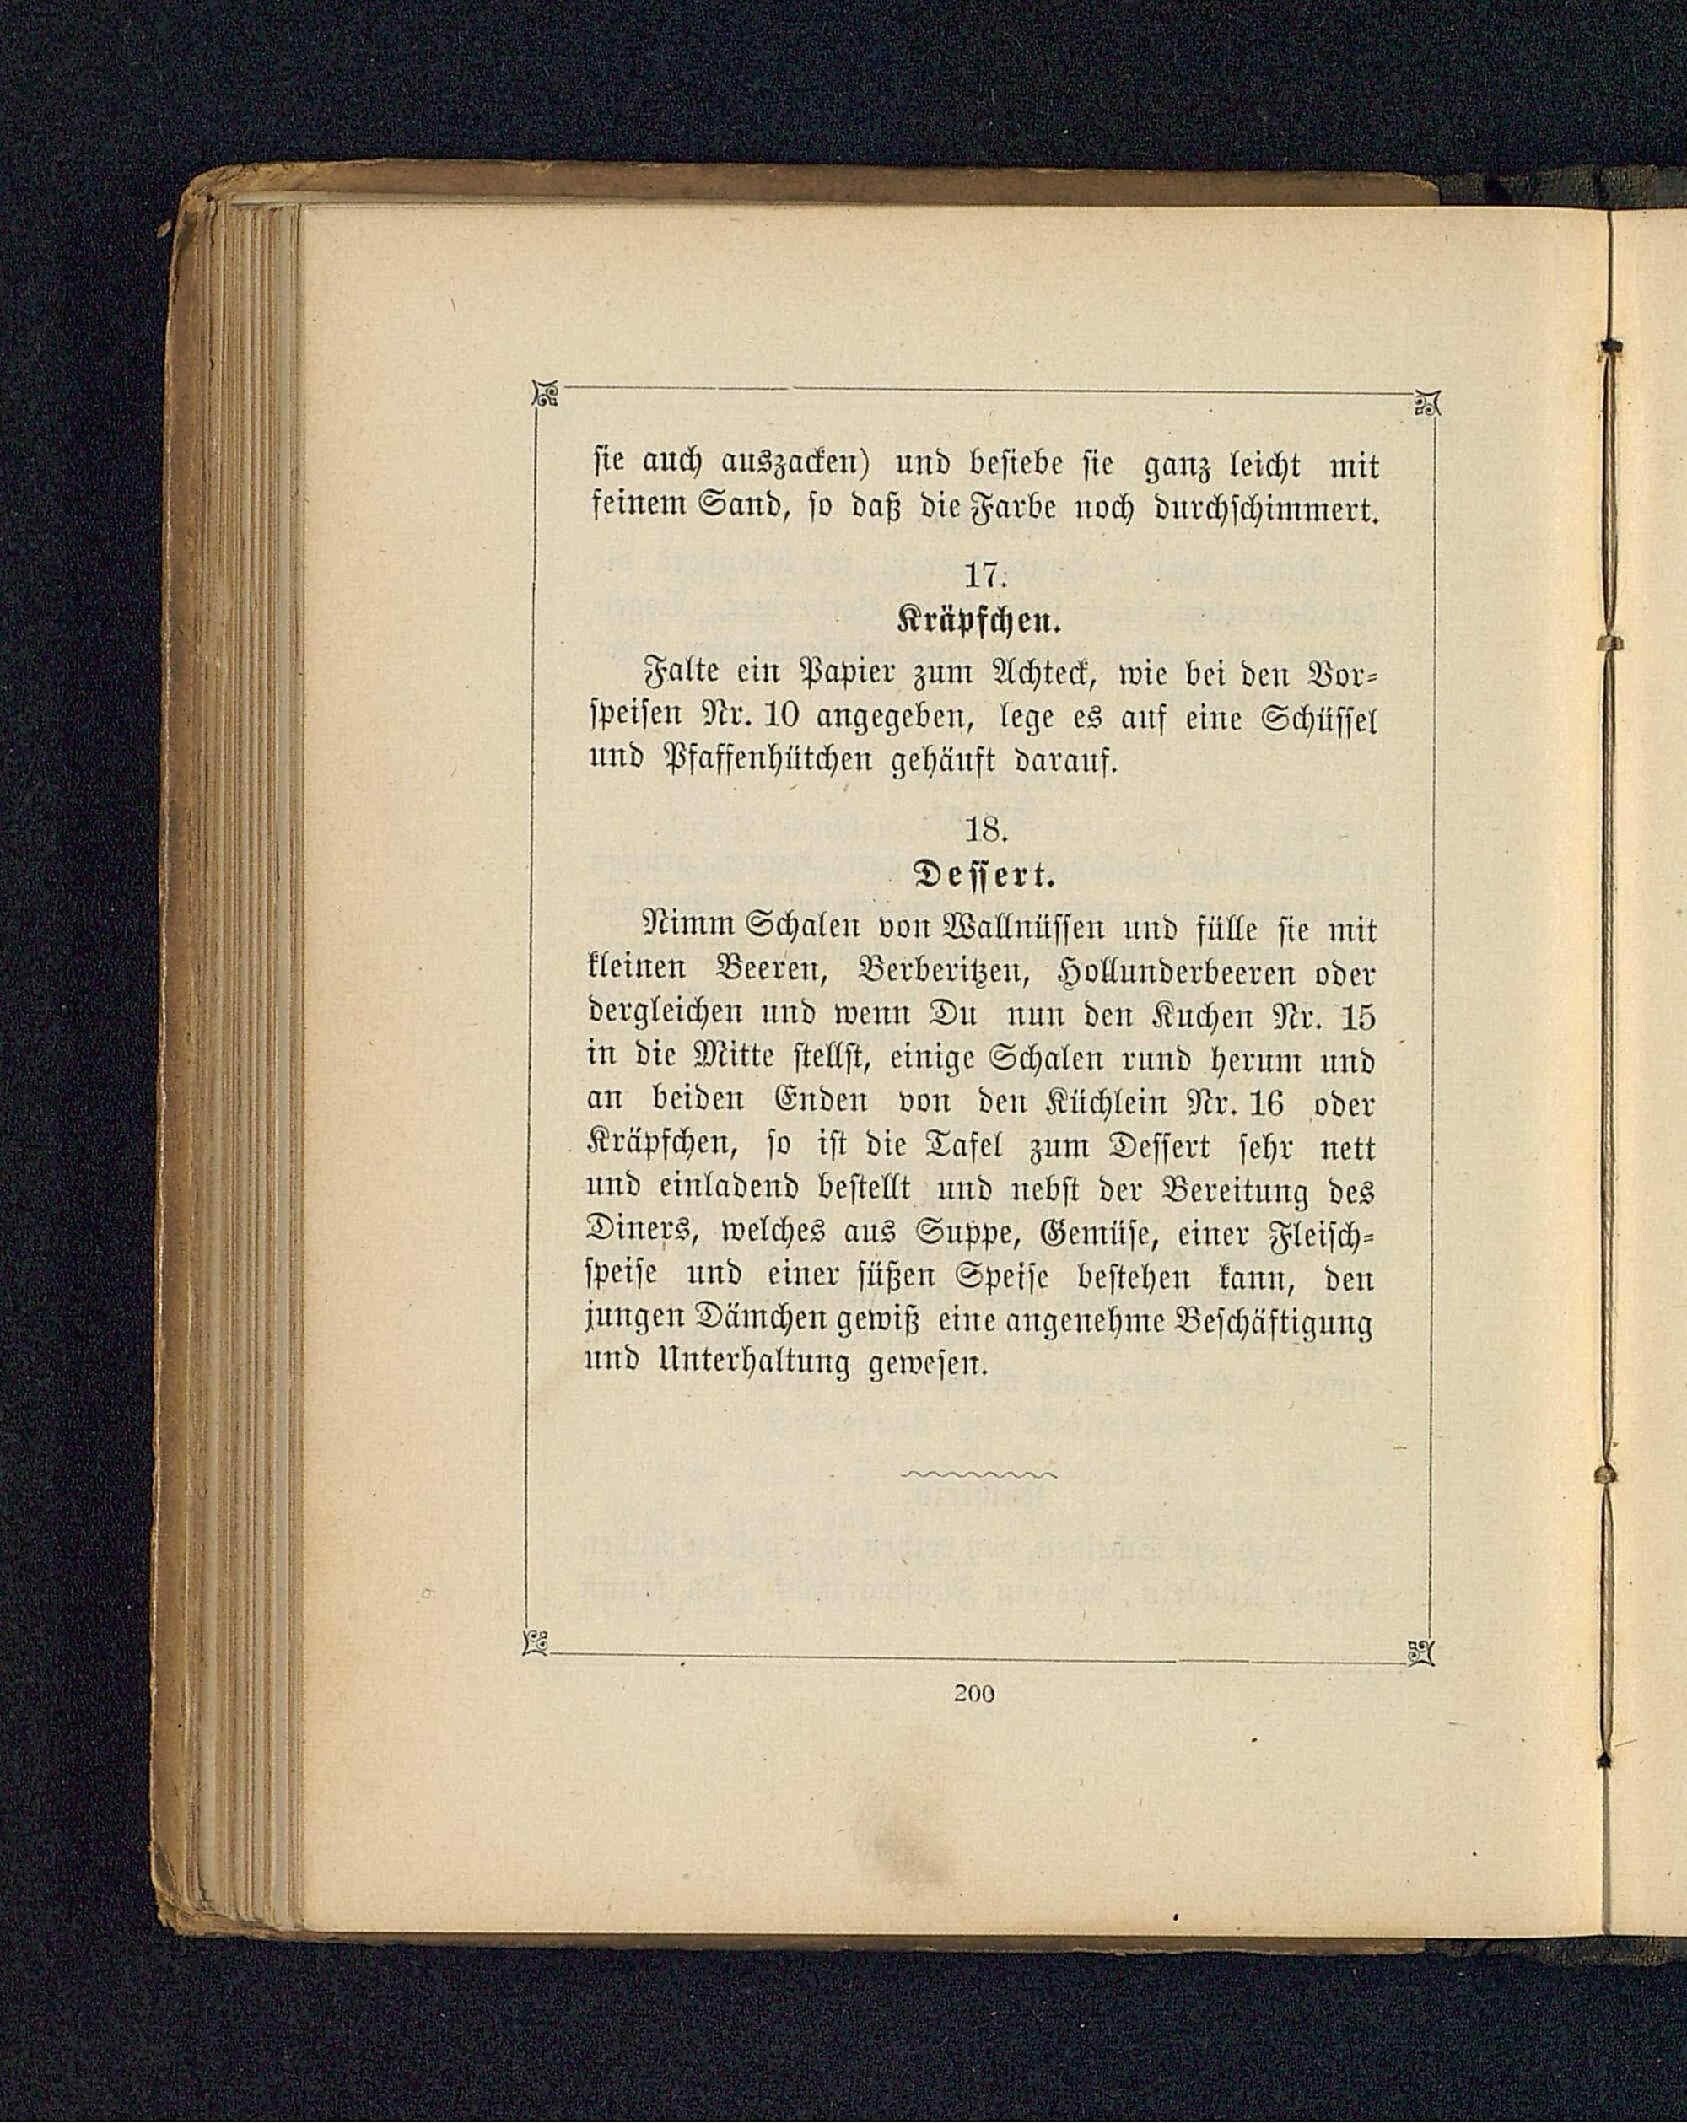 sie auch auszacken) und besiebe sie ganz leicht mit
feinem Sand, so daß die Farbe noch durchschimmert.
17.
Kräpfchen.
Falte ein Papier zum Achteck, wie bei den Vor-
speisen Nr. 10 angegeben, lege es auf eine Schüssel
und Pfaffenhütchen gehäuft darauf.
18.
Dessert.
Nimm Schalen von Wallnüssen und fülle sie mit
kleinen Beeren, Berberitzen, Hollunderbeeren oder
dergleichen und wenn Du nun den Kuchen Nr. 15
in die Mitte stellst, einige Schalen rund herum und
an beiden Enden von den Küchlein Nr. 16 oder
Kräpfchen, so ist die Tafel zum Dessert sehr nett
und einladend bestellt und nebst der Bereitung des
Diners, welches aus Suppe, Gemüse, einer Fleisch-
speise und einer süßen Speise bestehen kann, den
jungen Dämchen gewiß eine angenehme Beschäftigung
und Unterhaltung gewesen.
200